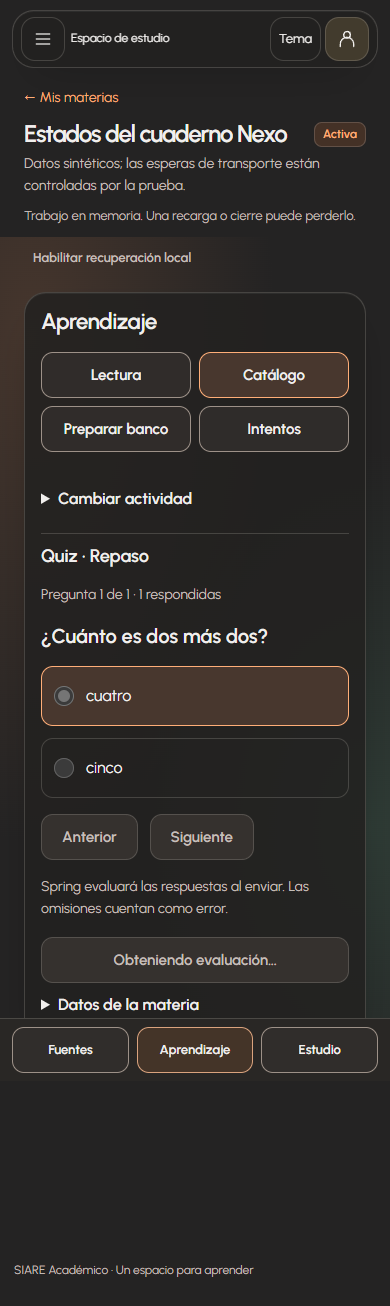 Espacio de estudio
Tema
← Mis materias
Estados del cuaderno Nexo
Activa
Datos sintéticos; las esperas de transporte están
controladas por la prueba.
Trabajo en memoria. Una recarga o cierre puede perderlo.
Habilitar recuperación local
Aprendizaje
Lectura
Catálogo
Preparar banco
Intentos
▶ Cambiar actividad
Quiz · Repaso
Pregunta 1 de 1 · 1 respondidas
¿Cuánto es dos más dos?
cuatro
cinco
Anterior
Siguiente
Spring evaluará las respuestas al enviar. Las
omisiones cuentan como error.
Obteniendo evaluación…
▶ Datos de la materia
Fuentes
Aprendizaje
Estudio
SIARE Académico · Un espacio para aprender